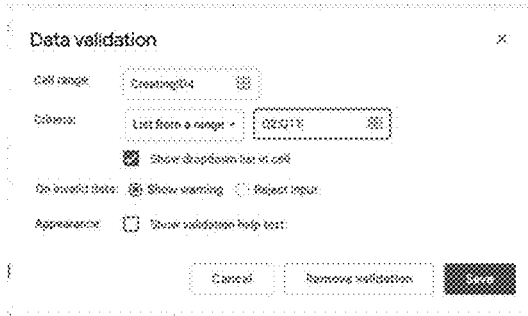 Data validation
Cell range:
Criteria:
List from a range
Show dropdown list in cell
On invalid data: Show warning Reject input
Appearance: Show validation help text
Cancel Remove validation Save